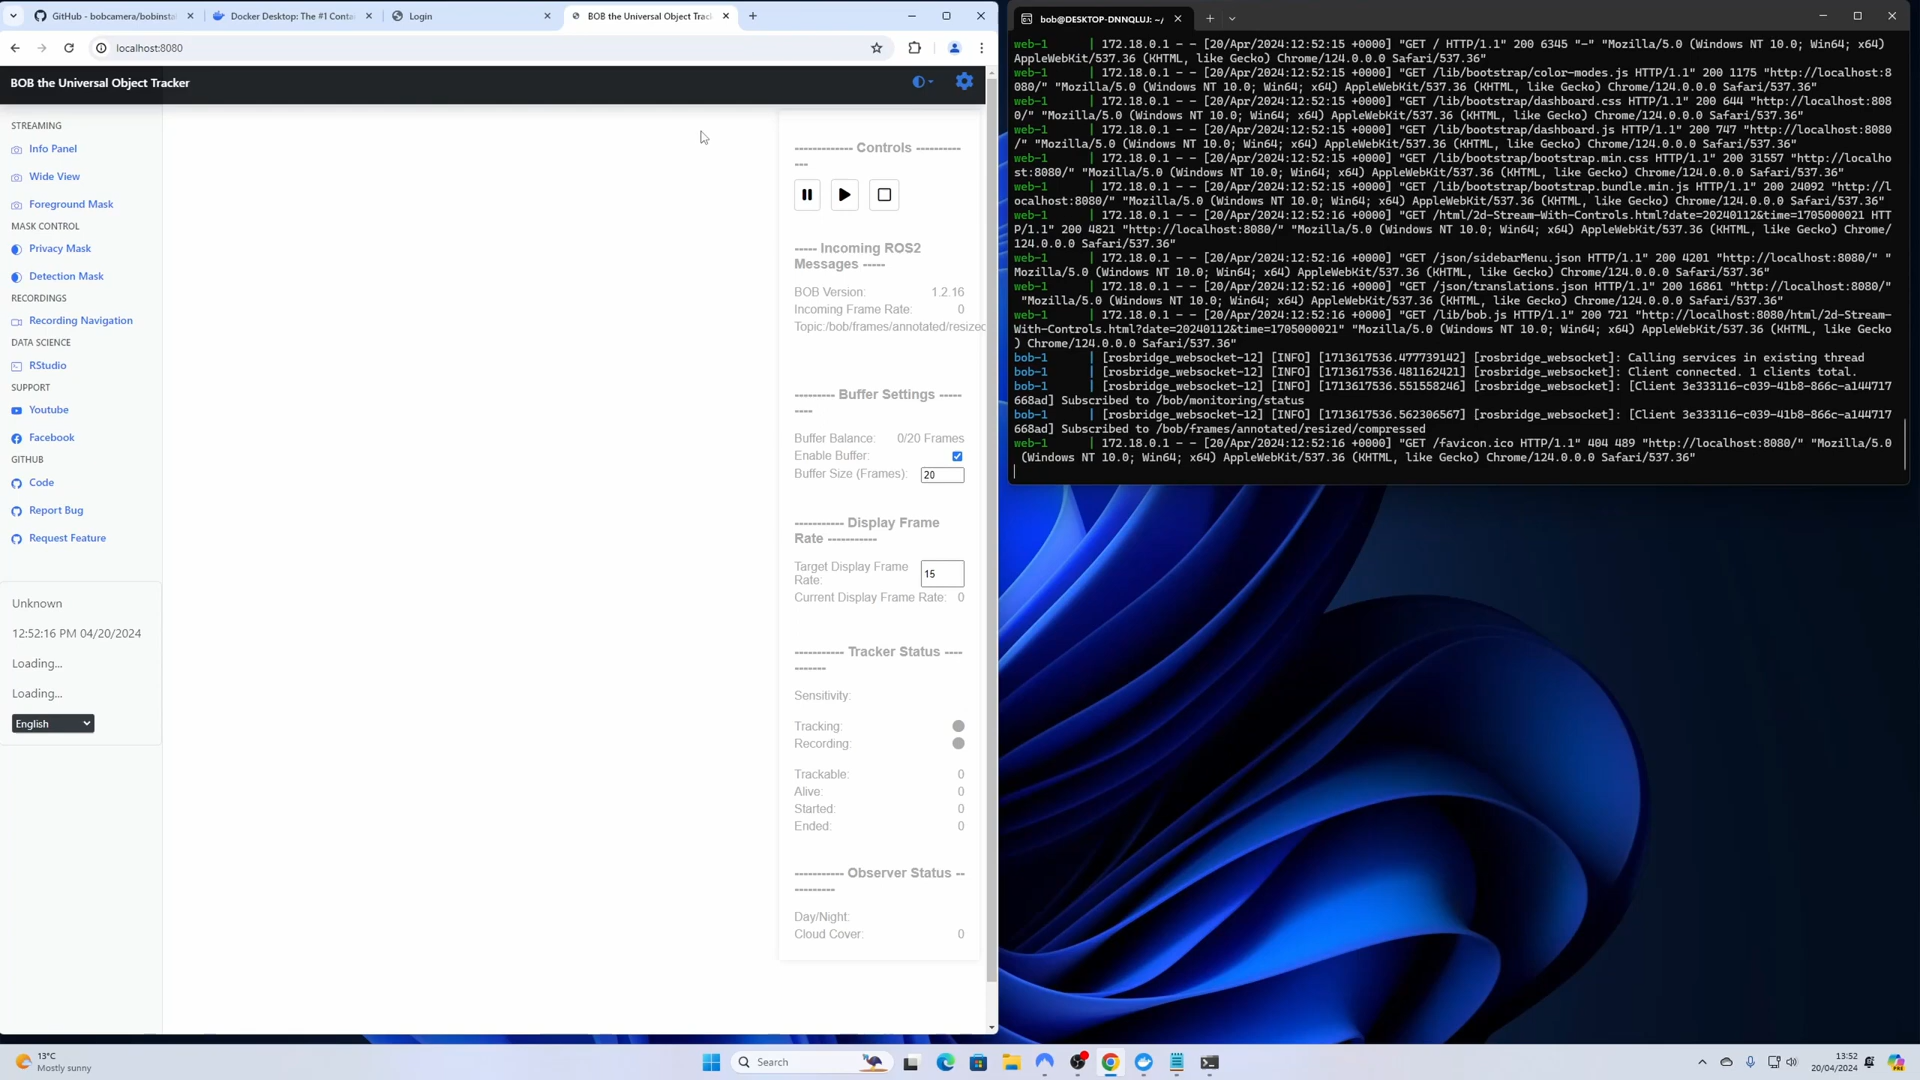 GitHub - bobcamera/bobinstal
Docker Desktop: The #1 Conta
Login
BOB the Universal Object Trac
localhost:8080
BOB the Universal Object Tracker
STREAMING
Info Panel
Wide View
Foreground Mask
MASK CONTROL
Privacy Mask
Detection Mask
RECORDINGS
Recording Navigation
DATA SCIENCE
RStudio
SUPPORT
Youtube
Facebook
GITHUB
Code
Report Bug
Request Feature
Unknown
12:52:16 PM 04/20/2024
Loading...
Loading...
English
------------- Controls ----------
---
----- Incoming ROS2
Messages -----
BOB Version: 1.2.16
Incoming Frame Rate: 0
Topic:/bob/frames/annotated/resized
--------- Buffer Settings -----
----
Buffer Balance: 0/20 Frames
Enable Buffer:
Buffer Size (Frames): 20
----------- Display Frame
Rate -----------
Target Display Frame
Rate: 15
Current Display Frame Rate: 0
----------- Tracker Status ----
-------
Sensitivity:
Tracking:
Recording:
Trackable: 0
Alive: 0
Started: 0
Ended: 0
----------- Observer Status --
---------
Day/Night:
Cloud Cover: 0
bob@DESKTOP-DNNQLUJ: ~/
web-1 | 172.18.0.1 - - [20/Apr/2024:12:52:15 +0000] "GET / HTTP/1.1" 200 6345 "-" "Mozilla/5.0 (Windows NT 10.0; Win64; x64)
AppleWebKit/537.36 (KHTML, like Gecko) Chrome/124.0.0.0 Safari/537.36"
web-1 | 172.18.0.1 - - [20/Apr/2024:12:52:15 +0000] "GET /lib/bootstrap/color-modes.js HTTP/1.1" 200 1175 "http://localhost:8
080/" "Mozilla/5.0 (Windows NT 10.0; Win64; x64) AppleWebKit/537.36 (KHTML, like Gecko) Chrome/124.0.0.0 Safari/537.36"
web-1 | 172.18.0.1 - - [20/Apr/2024:12:52:15 +0000] "GET /lib/bootstrap/dashboard.css HTTP/1.1" 200 644 "http://localhost:808
0/" "Mozilla/5.0 (Windows NT 10.0; Win64; x64) AppleWebKit/537.36 (KHTML, like Gecko) Chrome/124.0.0.0 Safari/537.36"
web-1 | 172.18.0.1 - - [20/Apr/2024:12:52:15 +0000] "GET /lib/bootstrap/dashboard.js HTTP/1.1" 200 747 "http://localhost:8080
/" "Mozilla/5.0 (Windows NT 10.0; Win64; x64) AppleWebKit/537.36 (KHTML, like Gecko) Chrome/124.0.0.0 Safari/537.36"
web-1 | 172.18.0.1 - - [20/Apr/2024:12:52:15 +0000] "GET /lib/bootstrap/bootstrap.min.css HTTP/1.1" 200 31557 "http://localho
st:8080/" "Mozilla/5.0 (Windows NT 10.0; Win64; x64) AppleWebKit/537.36 (KHTML, like Gecko) Chrome/124.0.0.0 Safari/537.36"
web-1 | 172.18.0.1 - - [20/Apr/2024:12:52:15 +0000] "GET /lib/bootstrap/bootstrap.bundle.min.js HTTP/1.1" 200 24092 "http://l
ocalhost:8080/" "Mozilla/5.0 (Windows NT 10.0; Win64; x64) AppleWebKit/537.36 (KHTML, like Gecko) Chrome/124.0.0.0 Safari/537.36"
web-1 | 172.18.0.1 - - [20/Apr/2024:12:52:16 +0000] "GET /html/2d-Stream-With-Controls.html?date=20240112&time=1705000021 HTT
P/1.1" 200 4821 "http://localhost:8080/" "Mozilla/5.0 (Windows NT 10.0; Win64; x64) AppleWebKit/537.36 (KHTML, like Gecko) Chrome/
124.0.0.0 Safari/537.36"
web-1 | 172.18.0.1 - - [20/Apr/2024:12:52:16 +0000] "GET /json/sidebarMenu.json HTTP/1.1" 200 4201 "http://localhost:8080/" "
Mozilla/5.0 (Windows NT 10.0; Win64; x64) AppleWebKit/537.36 (KHTML, like Gecko) Chrome/124.0.0.0 Safari/537.36"
web-1 | 172.18.0.1 - - [20/Apr/2024:12:52:16 +0000] "GET /json/translations.json HTTP/1.1" 200 16861 "http://localhost:8080/"
"Mozilla/5.0 (Windows NT 10.0; Win64; x64) AppleWebKit/537.36 (KHTML, like Gecko) Chrome/124.0.0.0 Safari/537.36"
web-1 | 172.18.0.1 - - [20/Apr/2024:12:52:16 +0000] "GET /lib/bob.js HTTP/1.1" 200 721 "http://localhost:8080/html/2d-Stream-
With-Controls.html?date=20240112&time=1705000021" "Mozilla/5.0 (Windows NT 10.0; Win64; x64) AppleWebKit/537.36 (KHTML, like Gecko
) Chrome/124.0.0.0 Safari/537.36"
bob-1 | [rosbridge_websocket-12] [INFO] [1713617536.477739142] [rosbridge_websocket]: Calling services in existing thread
bob-1 | [rosbridge_websocket-12] [INFO] [1713617536.481162421] [rosbridge_websocket]: Client connected. 1 clients total.
bob-1 | [rosbridge_websocket-12] [INFO] [1713617536.551558246] [rosbridge_websocket]: [Client 3e333116-c039-41b8-866c-a144717
668ad] Subscribed to /bob/monitoring/status
bob-1 | [rosbridge_websocket-12] [INFO] [1713617536.562306567] [rosbridge_websocket]: [Client 3e333116-c039-41b8-866c-a144717
668ad] Subscribed to /bob/frames/annotated/resized/compressed
web-1 | 172.18.0.1 - - [20/Apr/2024:12:52:16 +0000] "GET /favicon.ico HTTP/1.1" 404 489 "http://localhost:8080/" "Mozilla/5.0
(Windows NT 10.0; Win64; x64) AppleWebKit/537.36 (KHTML, like Gecko) Chrome/124.0.0.0 Safari/537.36"
13°C
Mostly sunny
Search
13:52
20/04/2024
PRE